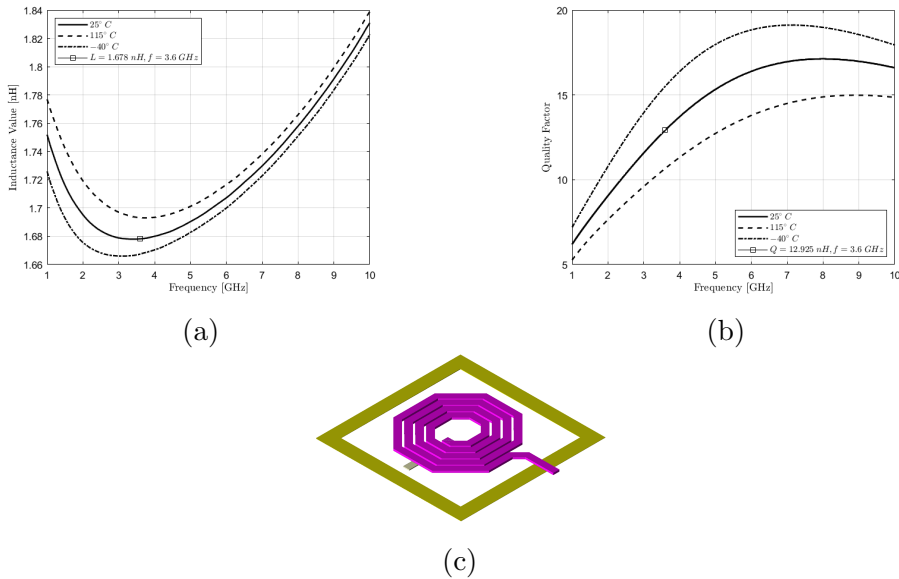 1.84
1.82
1.8
1.78
1.76
1.74
1.72
1.7
1.68
1.66
Inductance Value [nH]
25° C
115° C
−40° C
L = 1.678 nH, f = 3.6 GHz
1 2 3 4 5 6 7 8 9 10
Frequency [GHz]
(a)
20
15
10
5
Quality Factor
25° C
115° C
−40° C
Q = 12.925 nH, f = 3.6 GHz
1 2 3 4 5 6 7 8 9 10
Frequency [GHz]
(b)
(c)